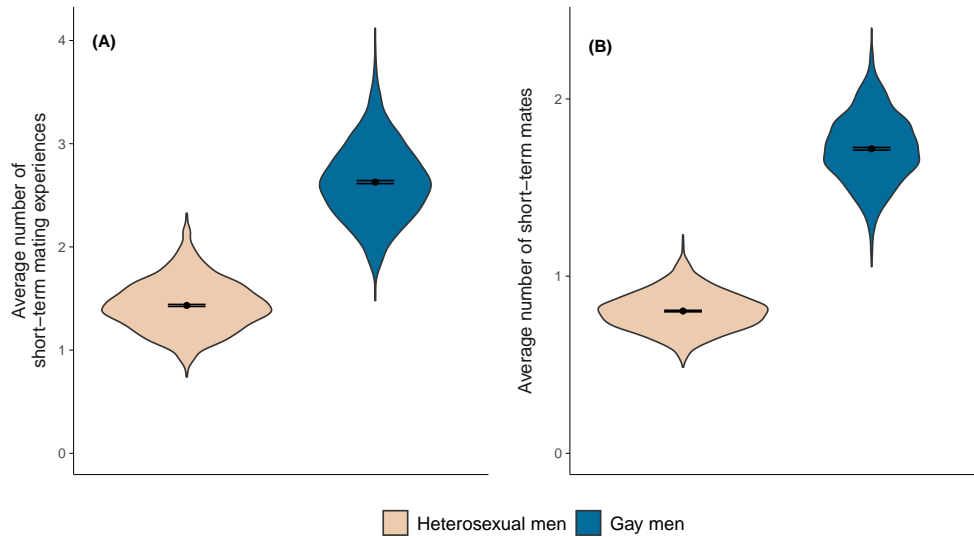 (A)
Average number of
short−term mating experiences
4
3
2
1
0
(B)
Average number of short−term mates
2
1
0
Heterosexual men
Gay men